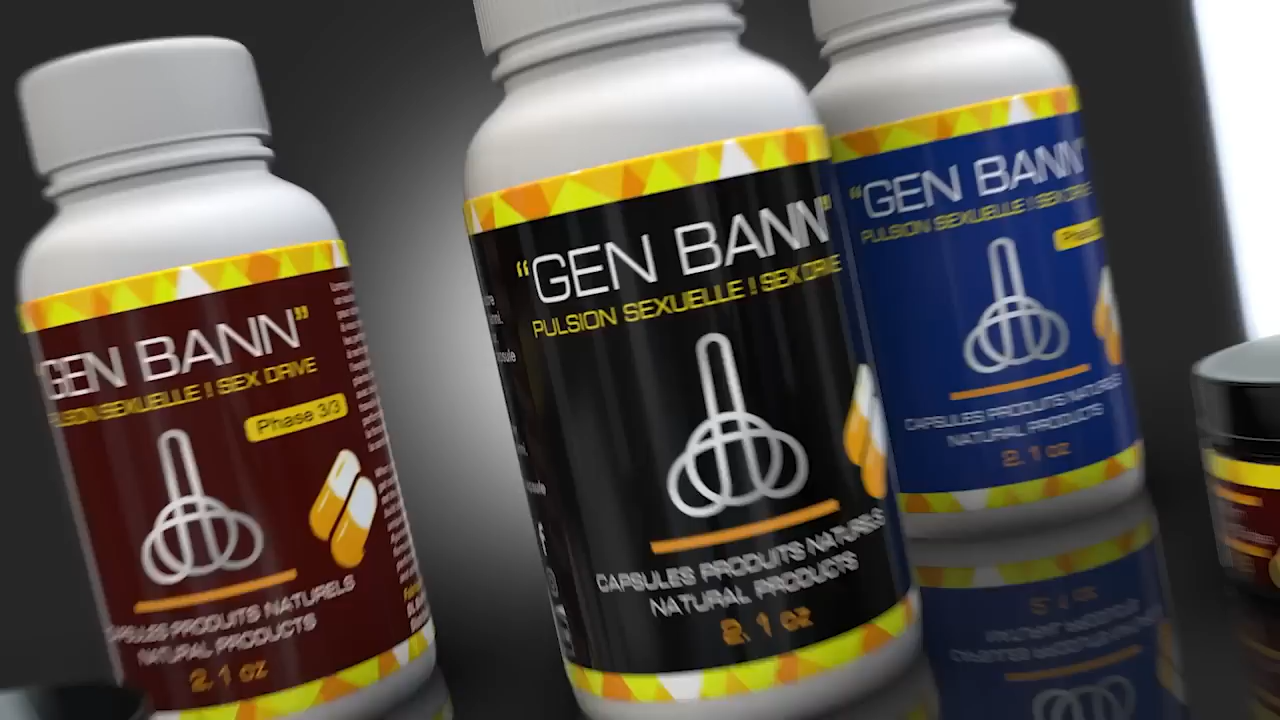 GEN BANN”
PULSION SEXUELLE ! SEX DRIVE
Phase 3/3
CAPSULES PRODUITS NATURELS
NATURAL PRODUCTS
2.1 oz
“GEN BANN”
PULSION SEXUELLE ! SEX DRIVE
CAPSULES PRODUITS NATURELS
NATURAL PRODUCTS
2.1 oz
“GEN BANN”
PULSION SEXUELLE ! SEX DRIVE
CAPSULES PRODUITS NATURELS
NATURAL PRODUCTS
2.1 oz